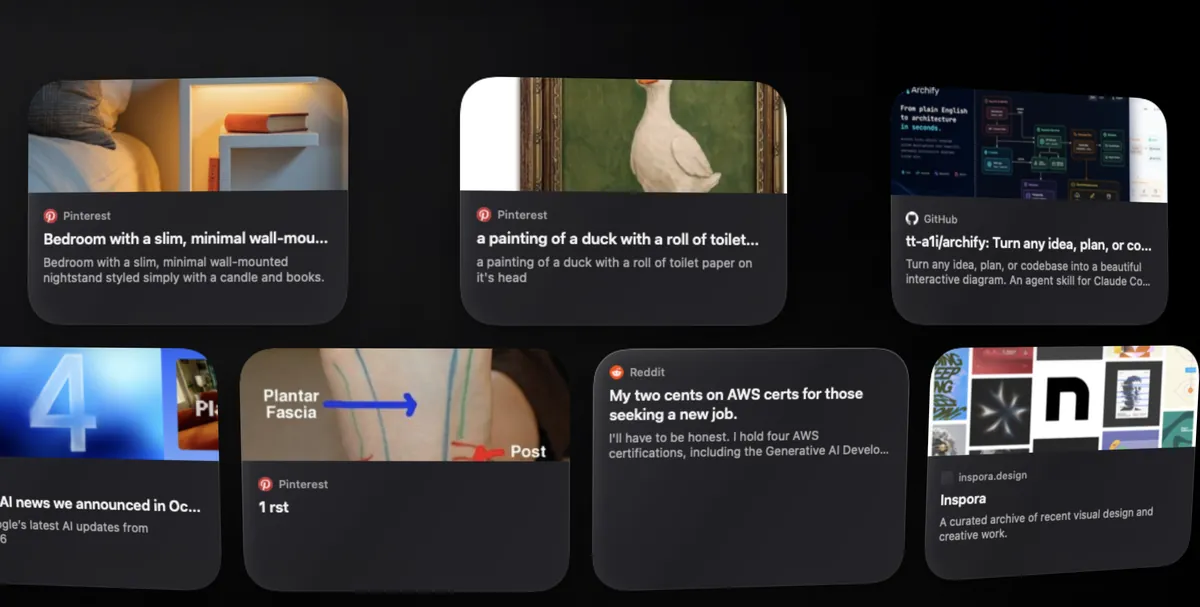 Pinterest
Bedroom with a slim, minimal wall-mou...
Bedroom with a slim, minimal wall-mounted
nightstand styled simply with a candle and books.
Pinterest
a painting of a duck with a roll of toilet...
a painting of a duck with a roll of toilet paper on
it's head
Archify
From plain English
to architecture
in seconds.
GitHub
tt-a1i/archify: Turn any idea, plan, or co...
Turn any idea, plan, or codebase into a beautiful
interactive diagram. An agent skill for Claude Co...
4
Pl
AI news we announced in Oc...
ogle's latest AI updates from
6
Plantar
Fascia
Post
Pinterest
1 rst
Reddit
My two cents on AWS certs for those
seeking a new job.
I'll have to be honest. I hold four AWS
certifications, including the Generative AI Develo...
n
inspora.design
Inspora
A curated archive of recent visual design and
creative work.